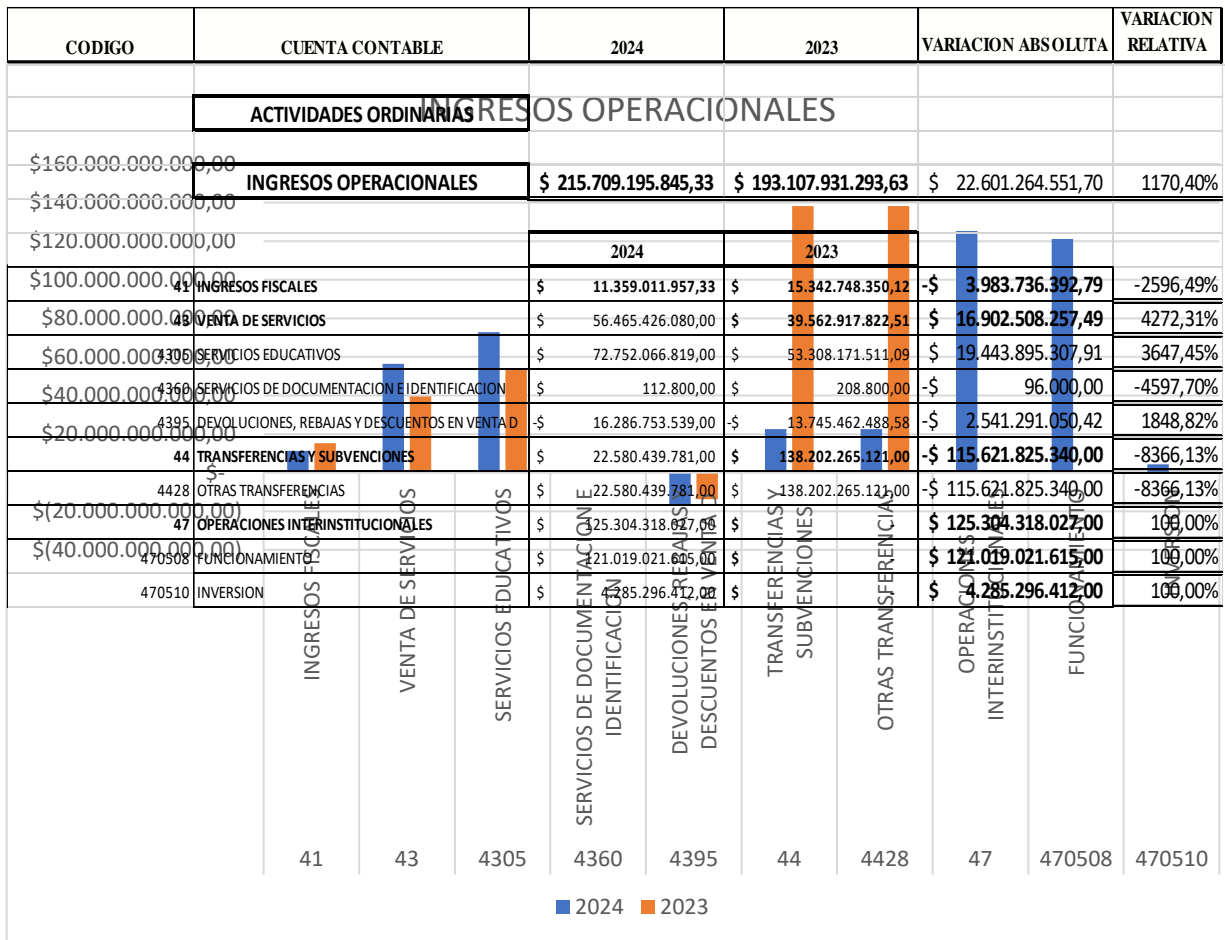 CODIGO CUENTA CONTABLE 2024 2023 VARIACION ABSOLUTA VARIACION RELATIVA
INGRESOS OPERACIONALES
ACTIVIDADES ORDINARIAS
INGRESOS OPERACIONALES $ 215.709.195.845,33 $ 193.107.931.293,63 $ 22.601.264.551,70 1170,40%
2024 2023
41 INGRESOS FISCALES $ 11.359.011.957,33 $ 15.342.748.350,12 -$ 3.983.736.392,79 -2596,49%
43 VENTA DE SERVICIOS $ 56.465.426.080,00 $ 39.562.917.822,51 $ 16.902.508.257,49 4272,31%
4305 SERVICIOS EDUCATIVOS $ 72.752.066.819,00 $ 53.308.171.511,09 $ 19.443.895.307,91 3647,45%
4360 SERVICIOS DE DOCUMENTACION E IDENTIFICACION $ 112.800,00 $ 208.800,00 -$ 96.000,00 -4597,70%
4395 DEVOLUCIONES, REBAJAS Y DESCUENTOS EN VENTA D -$ 16.286.753.539,00 -$ 13.745.462.488,58 -$ 2.541.291.050,42 1848,82%
44 TRANSFERENCIAS Y SUBVENCIONES $ 22.580.439.781,00 $ 138.202.265.121,00 -$ 115.621.825.340,00 -8366,13%
4428 OTRAS TRANSFERENCIAS $ 22.580.439.781,00 $ 138.202.265.121,00 -$ 115.621.825.340,00 -8366,13%
47 OPERACIONES INTERINSTITUCIONALES $ 125.304.318.027,00 $ - $ 125.304.318.027,00 100,00%
470508 FUNCIONAMIENTO $ 121.019.021.615,00 $ - $ 121.019.021.615,00 100,00%
470510 INVERSION $ 4.285.296.412,00 $ - $ 4.285.296.412,00 100,00%
$160.000.000.000,00
$140.000.000.000,00
$120.000.000.000,00
$100.000.000.000,00
$80.000.000.000,00
$60.000.000.000,00
$40.000.000.000,00
$20.000.000.000,00
$-
$(20.000.000.000,00)
$(40.000.000.000,00)
INGRESOS FISCALES
VENTA DE SERVICIOS
SERVICIOS EDUCATIVOS
SERVICIOS DE DOCUMENTACION E
IDENTIFICACION
DEVOLUCIONES, REBAJAS Y
DESCUENTOS EN VENTA D
TRANSFERENCIAS Y
SUBVENCIONES
OTRAS TRANSFERENCIAS
OPERACIONES
INTERINSTITUCIONALES
FUNCIONAMIENTO
INVERSION
41 43 4305 4360 4395 44 4428 47 470508 470510
2024 2023